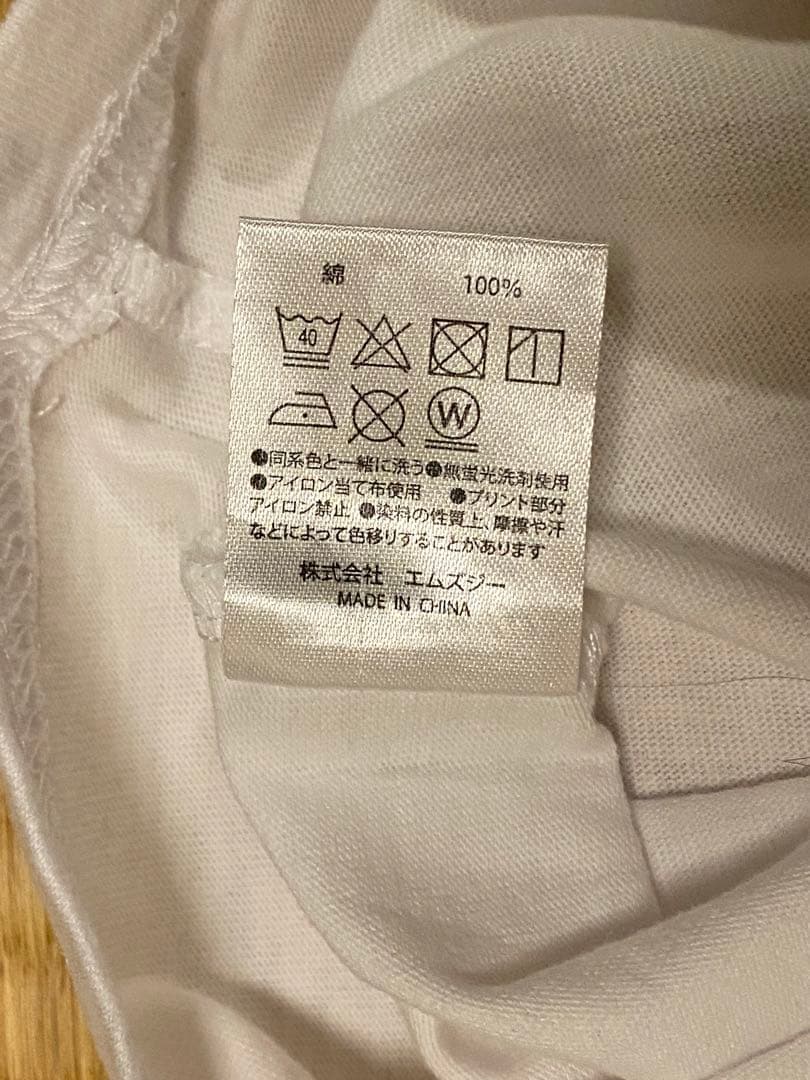 綿 100%
40
W
●同系色と一緒に洗う●無蛍光洗剤使用
●アイロン当て布使用 ●プリント部分
アイロン禁止 ●染料の性質上、摩擦や汗
などによって色移りすることがあります
株式会社 エムズジー
MADE IN CHINA